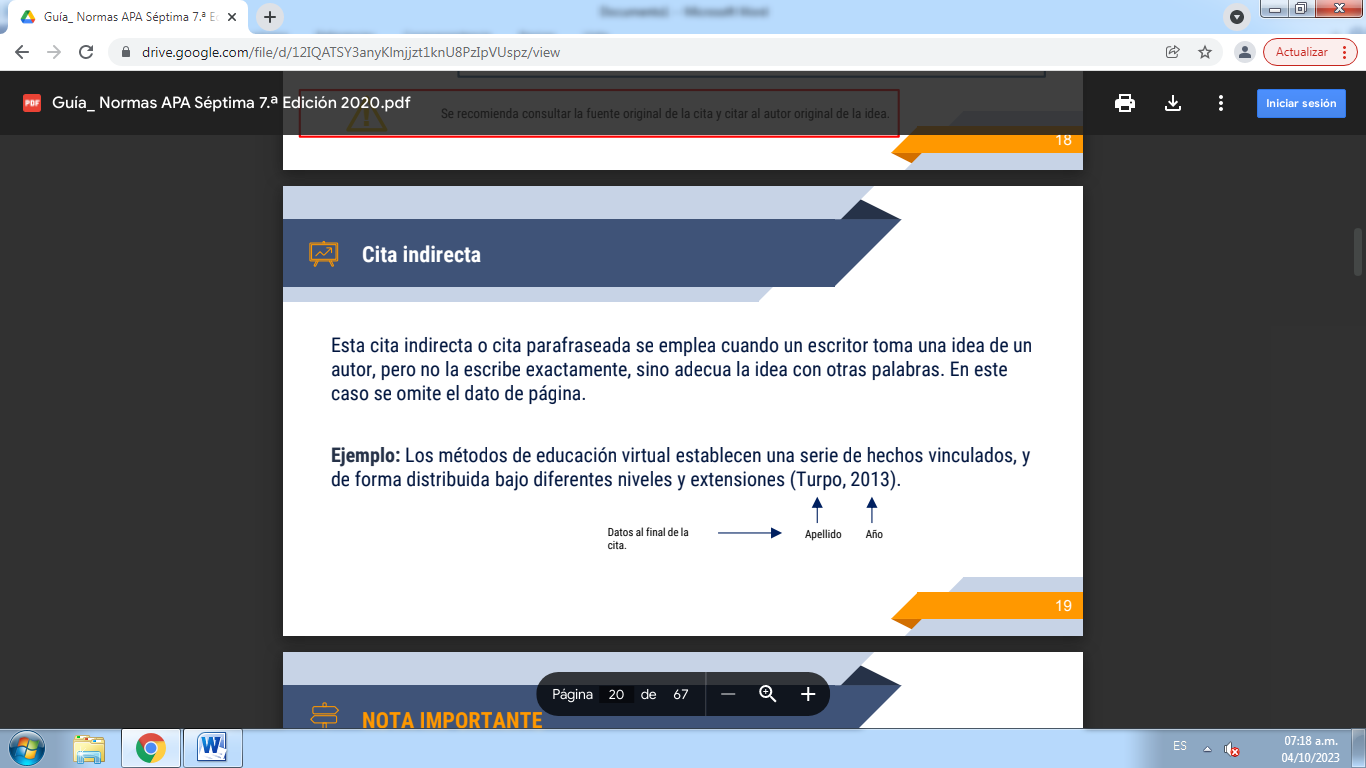 Guía_ Normas APA Séptima 7.ª Ed
drive.google.com/file/d/12IQATSY3anyKlmjjzt1knU8PzIpVUspz/view
Actualizar
PDF
Guía_ Normas APA Séptima 7.ª Edición 2020.pdf
Iniciar sesión
Se recomienda consultar la fuente original de la cita y citar al autor original de la idea.
18
Cita indirecta
Esta cita indirecta o cita parafraseada se emplea cuando un escritor toma una idea de un
autor, pero no la escribe exactamente, sino adecua la idea con otras palabras. En este
caso se omite el dato de página.
Ejemplo: Los métodos de educación virtual establecen una serie de hechos vinculados, y
de forma distribuida bajo diferentes niveles y extensiones (Turpo, 2013).
Datos al final de la
cita.
Apellido
Año
19
NOTA IMPORTANTE
Página 20 de 67
ES
07:18 a.m.
04/10/2023